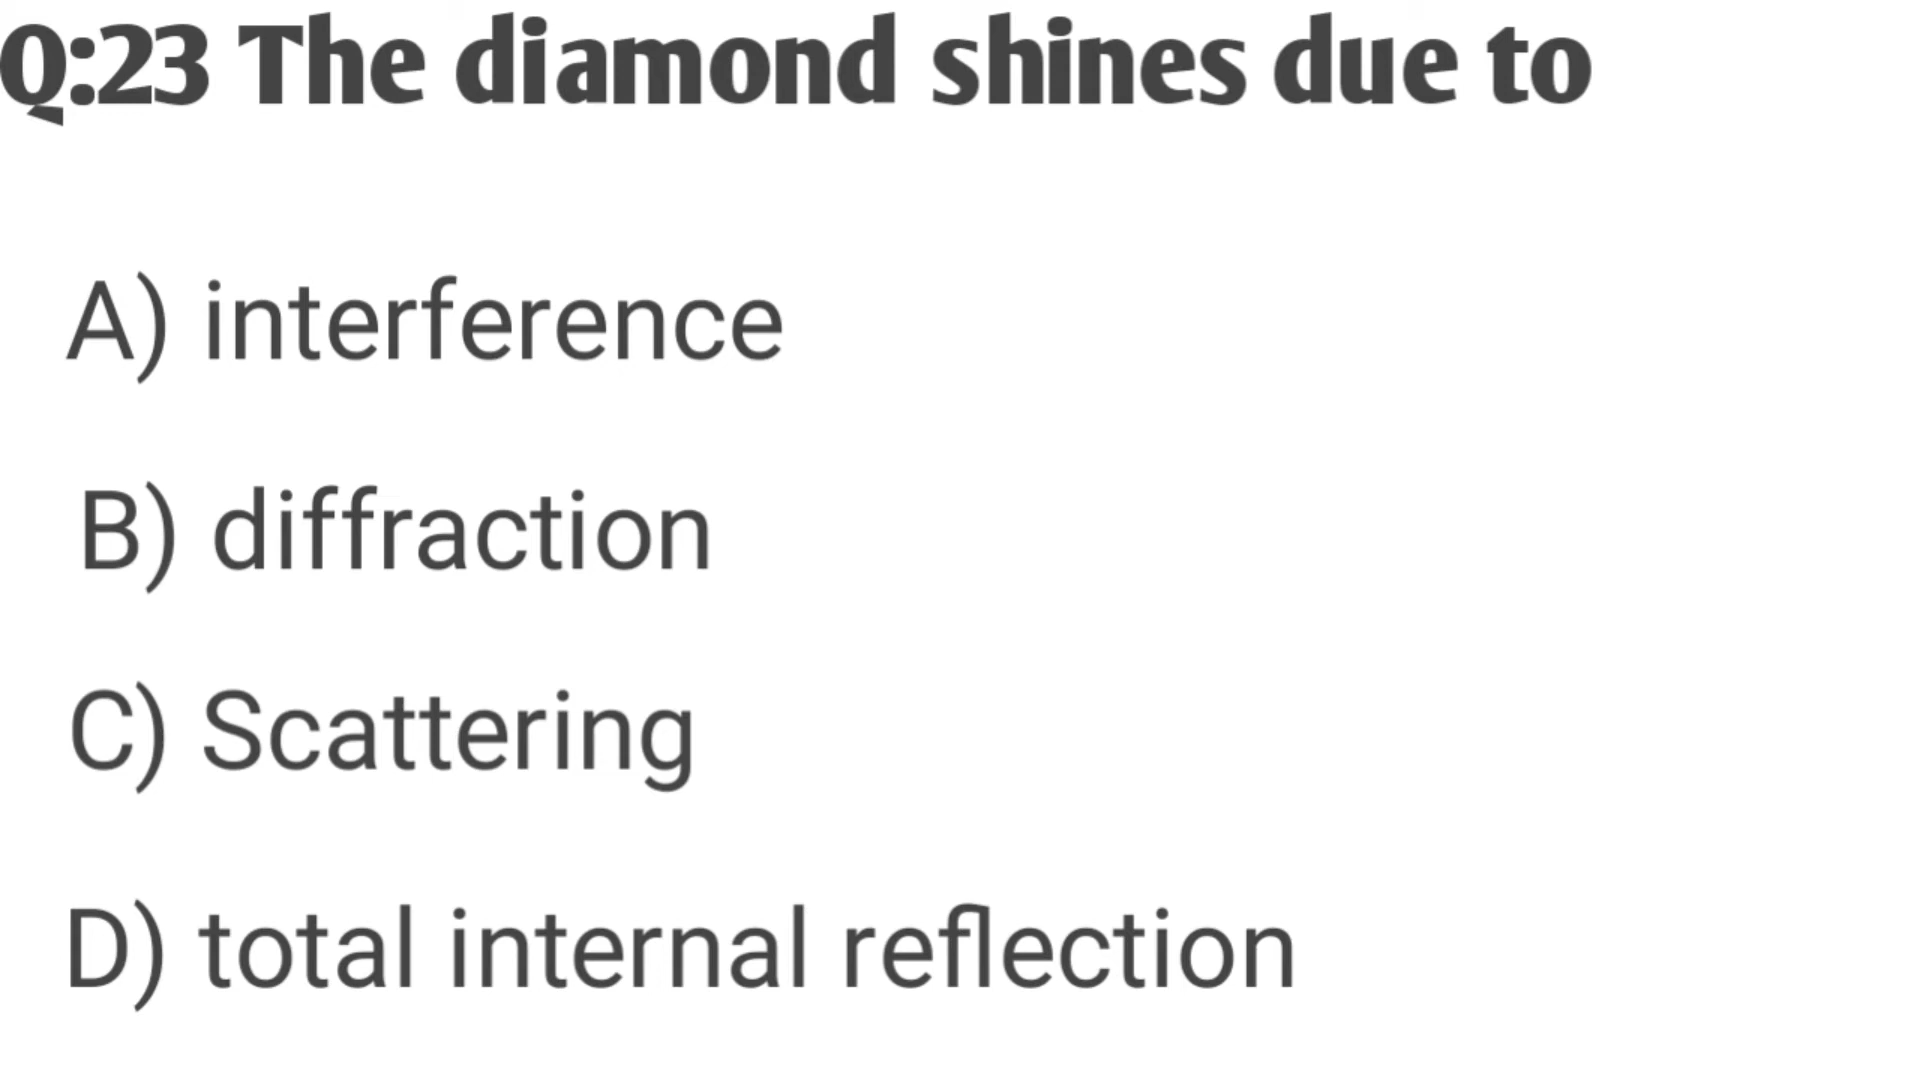 Q:23 The diamond shines due to
A) interference
B) diffraction
C) Scattering
D) total internal reflection